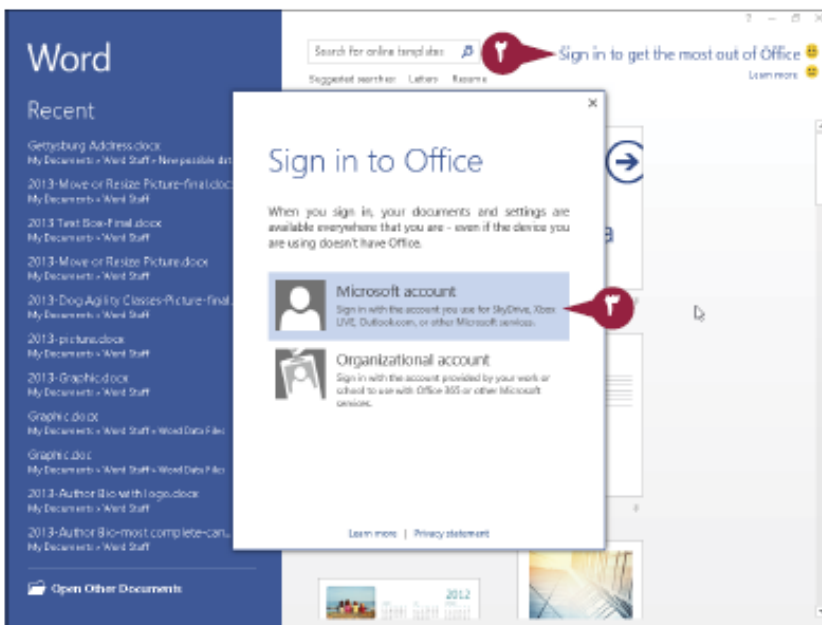 Word
Recent
Gettysburg Address.docx
My Documents » Word Stuff » New possible
2013-Move or Resize Picture-final.doc
My Documents » Word Stuff
2013 Text Box-Final.docx
My Documents » Word Stuff
2013-Move or Resize Picture.docx
My Documents » Word Stuff
2013-Dog Agility Classes-Picture-final.
My Documents » Word Stuff
2013-picture.docx
My Documents » Word Stuff
2013-Graphic.docx
My Documents » Word Stuff
Graphic.docx
My Documents » Word Stuff » Word Data Files
Graphic.doc
My Documents » Word Stuff » Word Data Files
2013-Author Bio with logo.docx
My Documents » Word Stuff
2013-Author Bio-most complete-can...
My Documents » Word Stuff
Open Other Documents
Search for online templates
۲
Sign in to get the most out of Office
Learn more
Suggested searches: Letters Resume
Sign in to Office
When you sign in, your documents and settings are
available everywhere that you are - even if the device you
are using doesn't have Office.
Microsoft account
Sign in with the account you use for SkyDrive, Xbox
LIVE, Outlook.com, or other Microsoft services.
۳
Organizational account
Sign in with the account provided by your work or
school to use with Office 365 or other Microsoft
services.
Learn more | Privacy statement
2012